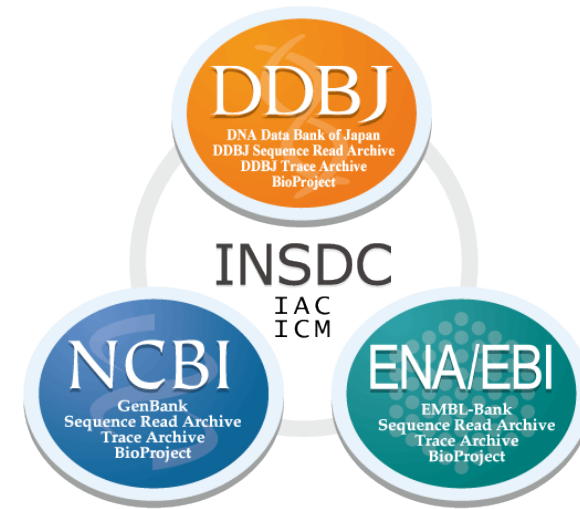 DDBJ
DNA Data Bank of Japan
DDBJ Sequence Read Archive
DDBJ Trace Archive
BioProject
INSDC
IAC
ICM
NCBI
GenBank
Sequence Read Archive
Trace Archive
BioProject
ENA/EBI
EMBL-Bank
Sequence Read Archive
Trace Archive
BioProject